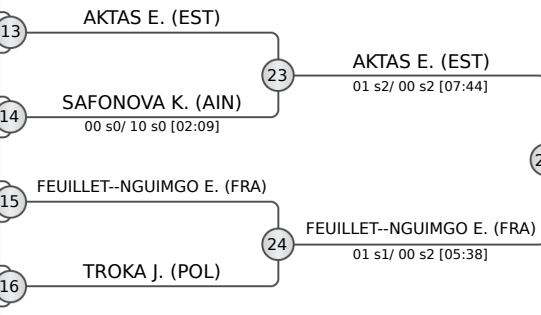 13
AKTAS E. (EST)
23
AKTAS E. (EST)
01 s2/ 00 s2 [07:44]
14
SAFONOVA K. (AIN)
00 s0/ 10 s0 [02:09]
15
FEUILLET--NGUIMGO E. (FRA)
24
FEUILLET--NGUIMGO E. (FRA)
01 s1/ 00 s2 [05:38]
16
TROKA J. (POL)